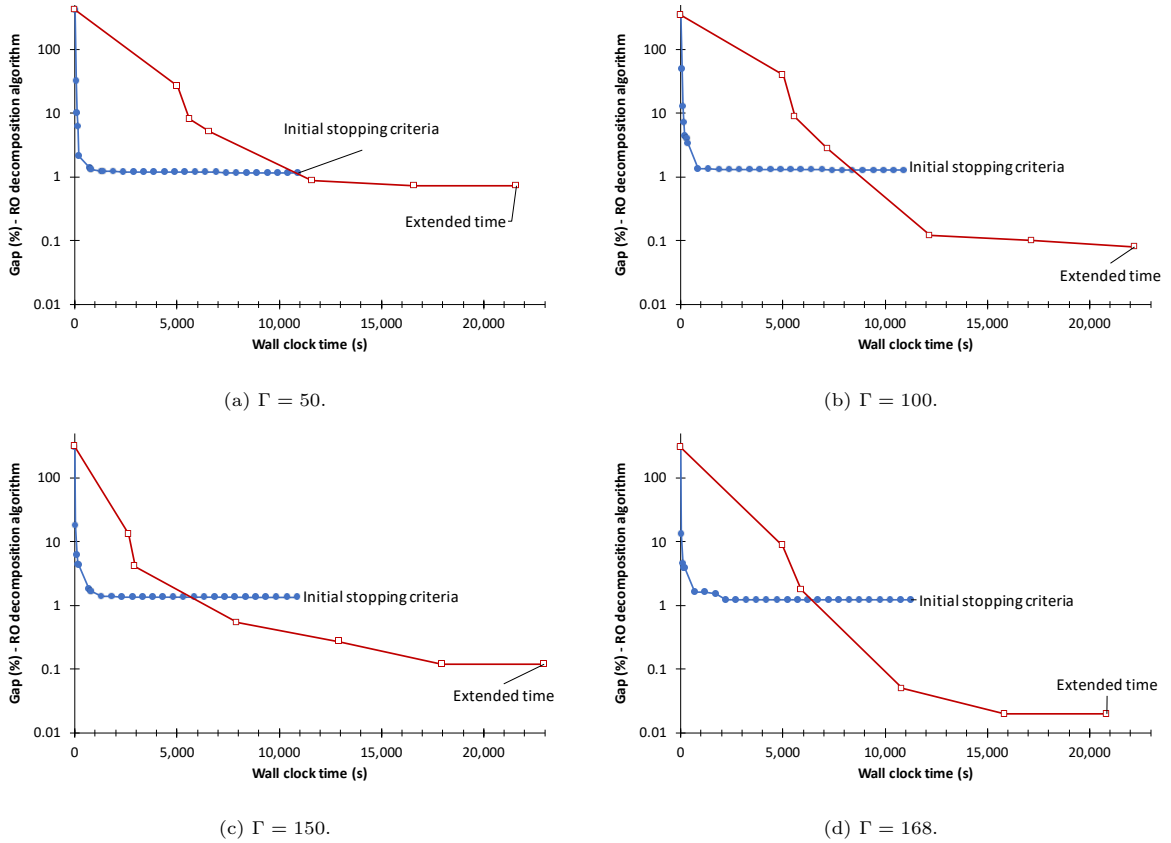 Gap (%) - RO decomposition algorithm
100
10
1
0.1
0.01
Initial stopping criteria
Extended time
0 5,000 10,000 15,000 20,000
Wall clock time (s)
(a) Γ = 50.
Gap (%) - RO decomposition algorithm
100
10
1
0.1
0.01
Initial stopping criteria
Extended time
0 5,000 10,000 15,000 20,000
Wall clock time (s)
(b) Γ = 100.
Gap (%) - RO decomposition algorithm
100
10
1
0.1
0.01
Initial stopping criteria
Extended time
0 5,000 10,000 15,000 20,000
Wall clock time (s)
(c) Γ = 150.
Gap (%) - RO decomposition algorithm
100
10
1
0.1
0.01
Initial stopping criteria
Extended time
0 5,000 10,000 15,000 20,000
Wall clock time (s)
(d) Γ = 168.